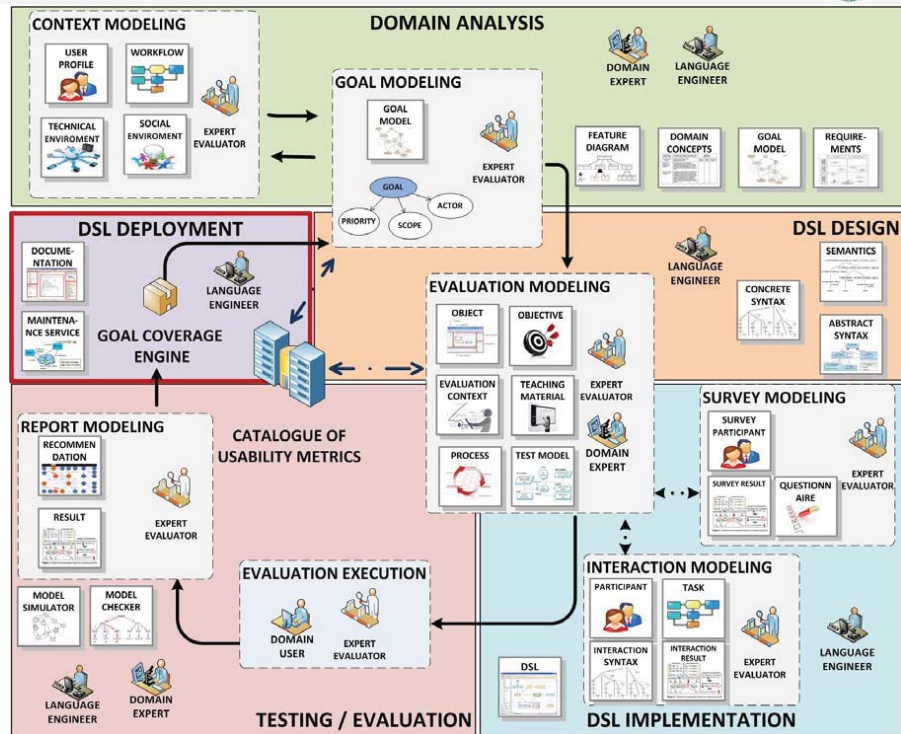 DOMAIN ANALYSIS
CONTEXT MODELING
USER
PROFILE
WORKFLOW
TECHNICAL
ENVIROMENT
SOCIAL
ENVIROMENT
EXPERT
EVALUATOR
GOAL MODELING
GOAL
MODEL
EXPERT
EVALUATOR
GOAL
PRIORITY
SCOPE
ACTOR
DOMAIN
EXPERT
LANGUAGE
ENGINEER
FEATURE
DIAGRAM
DOMAIN
CONCEPTS
GOAL
MODEL
REQUIRE-
MENTS
DSL DEPLOYMENT
DOCUME-
NTATION
LANGUAGE
ENGINEER
MAINTENA-
NCE SERVICE
GOAL COVERAGE
ENGINE
DSL DESIGN
LANGUAGE
ENGINEER
SEMANTICS
CONCRETE
SYNTAX
ABSTRACT
SYNTAX
EVALUATION MODELING
OBJECT
OBJECTIVE
EXPERT
EVALUATOR
EVALUATION
CONTEXT
TEACHING
MATERIAL
DOMAIN
EXPERT
PROCESS
TEST MODEL
SURVEY MODELING
SURVEY
PARTICIPANT
SURVEY RESULT
QUESTIONN
AIRE
EXPERT
EVALUATOR
REPORT MODELING
RECOMMEN
DATION
RESULT
EXPERT
EVALUATOR
CATALOGUE OF
USABILITY METRICS
MODEL
SIMULATOR
MODEL
CHECKER
LANGUAGE
ENGINEER
DOMAIN
EXPERT
EVALUATION EXECUTION
DOMAIN
USER
EXPERT
EVALUATOR
TESTING / EVALUATION
INTERACTION MODELING
PARTICIPANT
TASK
INTERACTION
SYNTAX
INTERACTION
RESULT
EXPERT
EVALUATOR
LANGUAGE
ENGINEER
DSL
DSL IMPLEMENTATION